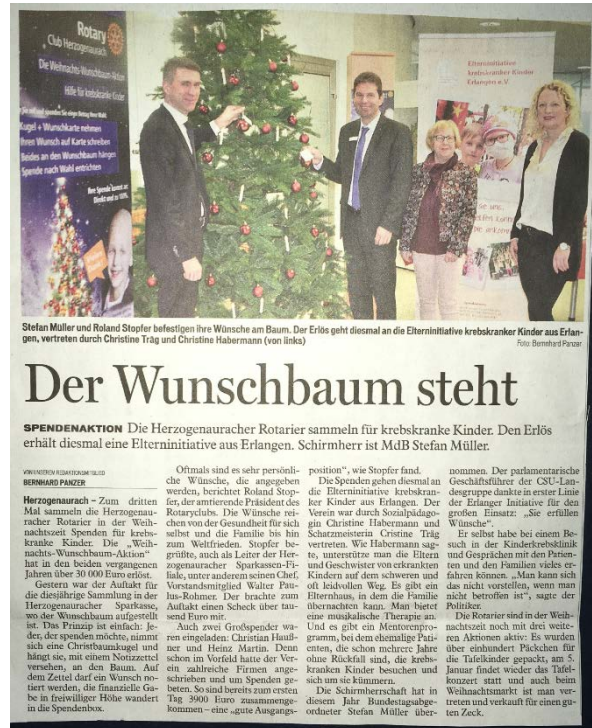 Rotary
Club Herzogenaurach
Die Weihnachts-Wunschbaum-Aktion
Hilfe für krebskranke Kinder
Kugel + Wunschkarte nehmen
Ihren Wunsch auf Karte schreiben
Beides an den Wunschbaum hängen
Spende nach Wahl entrichten
Ihre Spende kommt an
Direkt und zu 100%.
Elterninitiative
krebskranker Kinder
Erlangen e.V.
Stefan Müller und Roland Stopfer befestigen ihre Wünsche am Baum. Der Erlös geht diesmal an die Elterninitiative krebskranker Kinder aus Erlan-
gen, vertreten durch Christine Träg und Christine Habermann (von links)
Foto: Bernhard Panzer
Der Wunschbaum steht
SPENDENAKTION Die Herzogenauracher Rotarier sammeln für krebskranke Kinder. Den Erlös
erhält diesmal eine Elterninitiative aus Erlangen. Schirmherr ist MdB Stefan Müller.
VON UNSEREM REDAKTIONSMITGLIED
BERNHARD PANZER
Herzogenaurach – Zum dritten
Mal sammeln die Herzogenau-
racher Rotarier in der Weih-
nachtszeit Spenden für krebs-
kranke Kinder. Die „Weih-
nachts-Wunschbaum-Aktion“
hat in den beiden vergangenen
Jahren über 30 000 Euro erlöst.
Gestern war der Auftakt für
die diesjährige Sammlung in der
Herzogenauracher Sparkasse,
wo der Wunschbaum aufgestellt
ist. Das Prinzip ist einfach: Je-
der, der spenden möchte, nimmt
sich eine Christbaumkugel und
hängt sie, mit einem Notizzettel
versehen, an den Baum. Auf
dem Zettel darf ein Wunsch no-
tiert werden, die finanzielle Ga-
be in freiwilliger Höhe wandert
in die Spendenbox.
Oftmals sind es sehr persönli-
che Wünsche, die angegeben
werden, berichtet Roland Stop-
fer, der amtierende Präsident des
Rotaryclubs. Die Wünsche rei-
chen von der Gesundheit für sich
selbst und die Familie bis hin
zum Weltfrieden. Stopfer be-
grüßte, auch als Leiter der Her-
zogenauracher Sparkassen-Fi-
liale, unter anderem seinen Chef,
Vorstandsmitglied Walter Pau-
lus-Rohmer. Der brachte zum
Auftakt einen Scheck über tau-
send Euro mit.
Auch zwei Großspender wa-
ren eingeladen: Christian Hauß-
ner und Heinz Martin. Denn
schon im Vorfeld hatte der Ver-
ein zahlreiche Firmen ange-
schrieben und um Spenden ge-
beten. So sind bereits zum ersten
Tag 3900 Euro zusammenge-
kommen – eine „gute Ausgangs-
position“, wie Stopfer fand.
Die Spenden gehen diesmal an
die Elterninitiative krebskran-
ker Kinder aus Erlangen. Der
Verein war durch Sozialpädago-
gin Christine Habermann und
Schatzmeisterin Cristine Träg
vertreten. Wie Habermann sag-
te, unterstütze man die Eltern
und Geschwister von erkrankten
Kindern auf dem schweren und
oft leidvollen Weg. Es gibt ein
Elternhaus, in dem die Familie
übernachten kann. Man bietet
eine musikalische Therapie an.
Und es gibt ein Mentorenpro-
gramm, bei dem ehemalige Pati-
enten, die schon mehrere Jahre
ohne Rückfall sind, die krebs-
kranken Kinder besuchen und
sich um sie kümmern.
Die Schirmherrschaft hat in
diesem Jahr Bundestagsabge-
ordneter Stefan Müller über-
nommen. Der parlamentarische
Geschäftsführer der CSU-Lan-
desgruppe dankte in erster Linie
der Erlanger Initiative für den
großen Einsatz: „Sie erfüllen
Wünsche“.
Er selbst habe bei einem Be-
such in der Kinderkrebsklinik
und Gesprächen mit den Patien-
ten und den Familien vieles er-
fahren können. „Man kann sich
das nicht vorstellen, wenn man
nicht betroffen ist“, sagte der
Politiker.
Die Rotarier sind in der Weih-
nachtszeit noch mit drei weite-
ren Aktionen aktiv: Es wurden
über einhundert Päckchen für
die Tafelkinder gepackt, am 5.
Januar findet wieder das Tafel-
konzert statt und auch beim
Weihnachtsmarkt ist man ver-
treten und verkauft für einen gu-
ten Zeck.